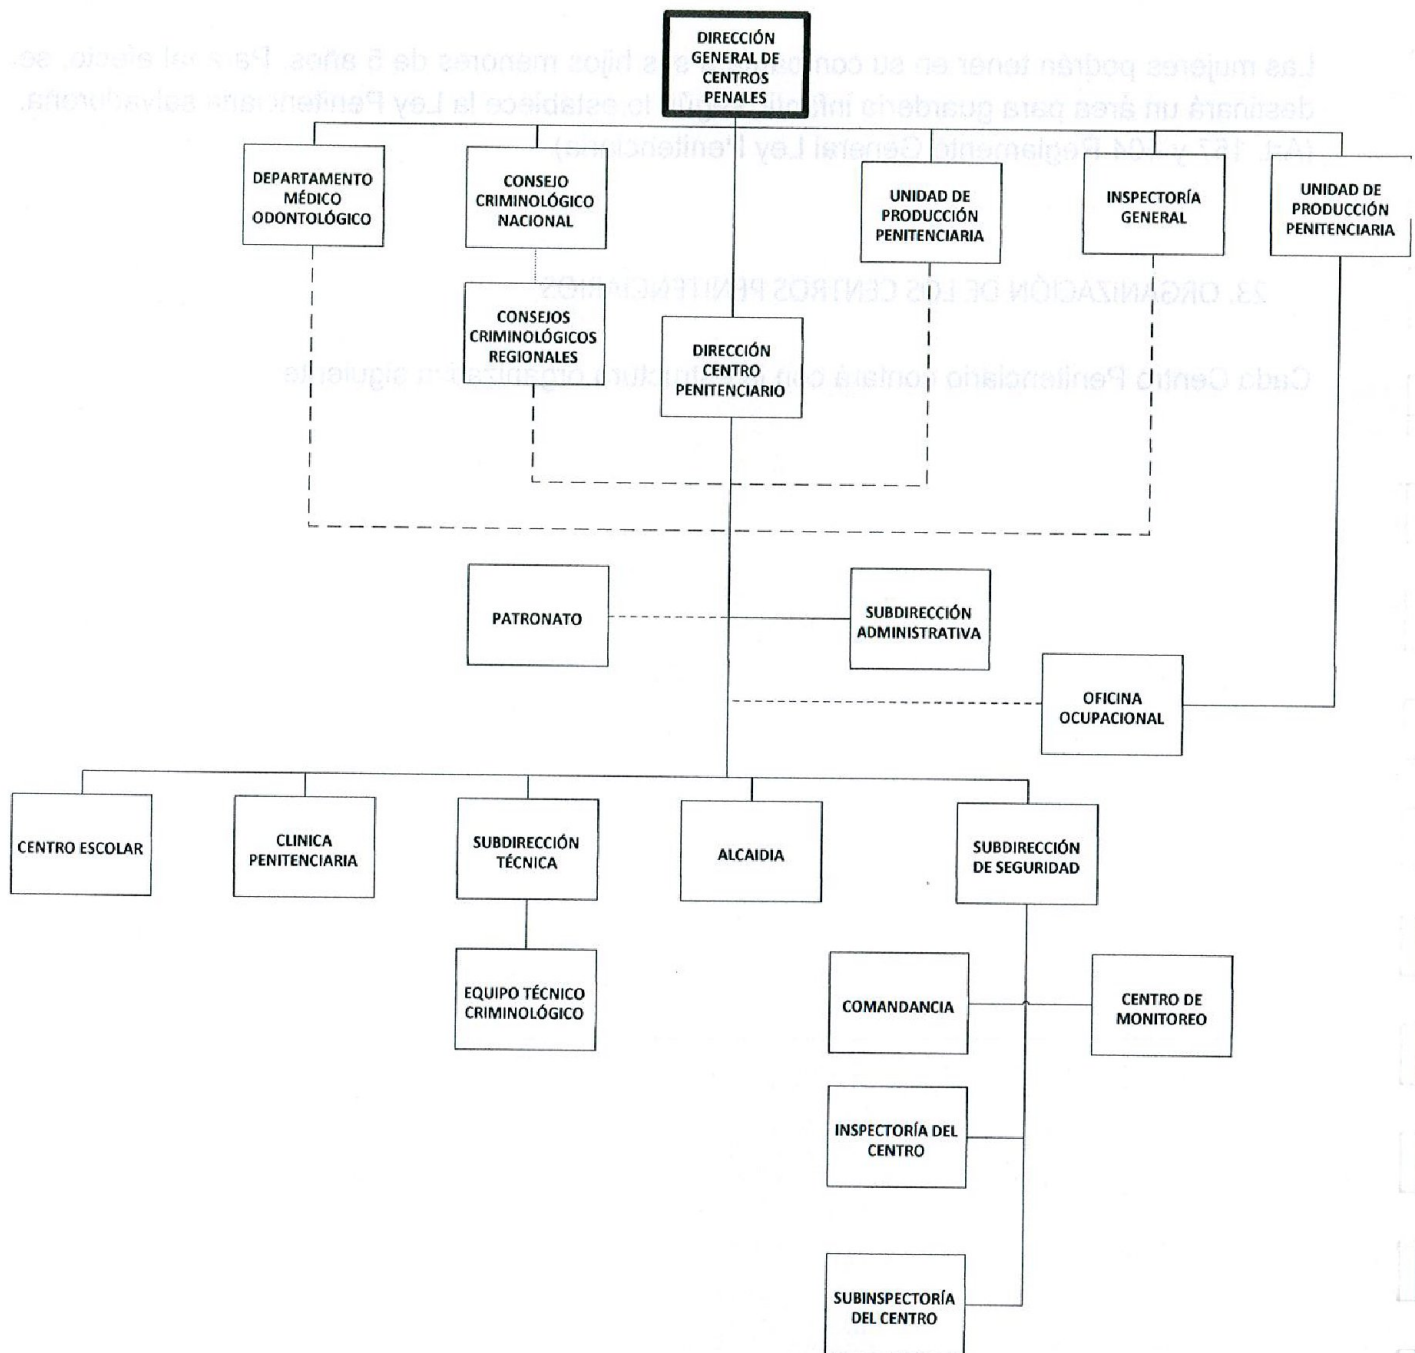 DIRECCIÓN
GENERAL DE
CENTROS
PENALES
DEPARTAMENTO
MÉDICO
ODONTOLÓGICO
CONSEJO
CRIMINOLÓGICO
NACIONAL
UNIDAD DE
PRODUCCIÓN
PENITENCIARIA
INSPECTORÍA
GENERAL
UNIDAD DE
PRODUCCIÓN
PENITENCIARIA
CONSEJOS
CRIMINOLÓGICOS
REGIONALES
DIRECCIÓN
CENTRO
PENITENCIARIO
PATRONATO
SUBDIRECCIÓN
ADMINISTRATIVA
OFICINA
OCUPACIONAL
CENTRO ESCOLAR
CLINICA
PENITENCIARIA
SUBDIRECCIÓN
TÉCNICA
ALCAIDIA
SUBDIRECCIÓN
DE SEGURIDAD
EQUIPO TÉCNICO
CRIMINOLÓGICO
COMANDANCIA
CENTRO DE
MONITOREO
INSPECTORÍA DEL
CENTRO
SUBINSPECTORÍA
DEL CENTRO